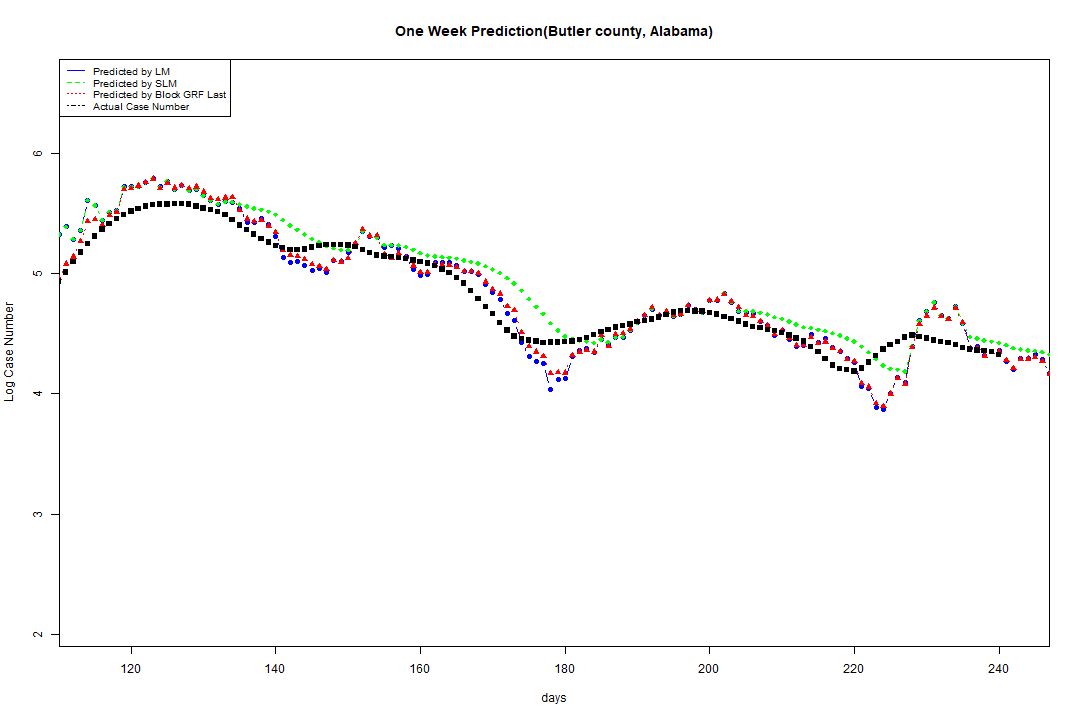 One Week Prediction(Butler county, Alabama)
Predicted by LM
Predicted by SLM
Predicted by Block GRF Last
Actual Case Number
6
5
4
3
2
Log Case Number
120 140 160 180 200 220 240
days